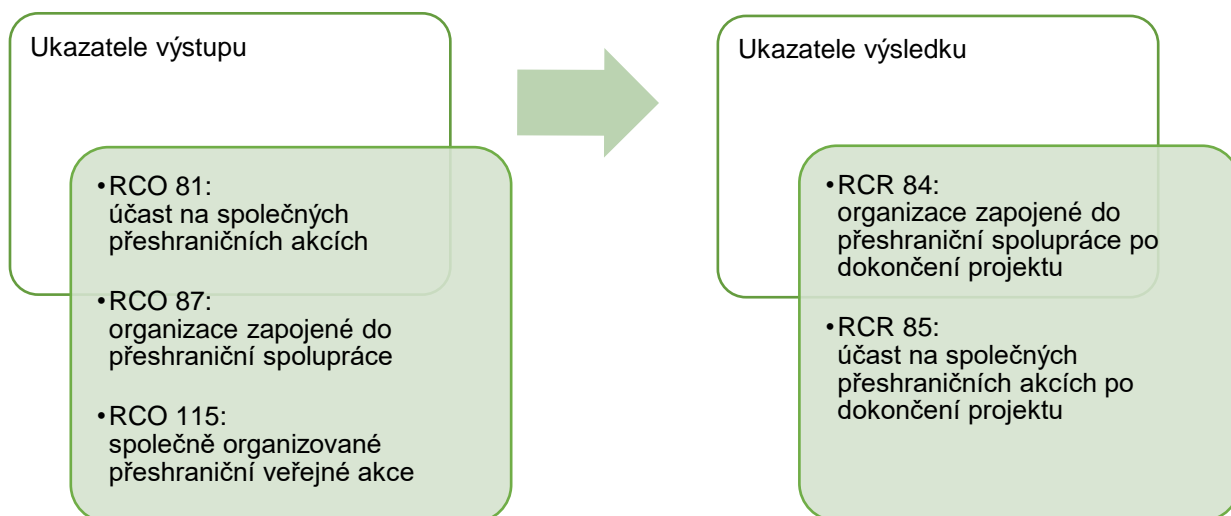 Ukazatele výstupu
•RCO 81:
účast na společných
přeshraničních akcích
•RCO 87:
organizace zapojené do
přeshraniční spolupráce
•RCO 115:
společně organizované
přeshraniční veřejné akce
Ukazatele výsledku
•RCR 84:
organizace zapojené do
přeshraniční spolupráce po
dokončení projektu
•RCR 85:
účast na společných
přeshraničních akcích po
dokončení projektu